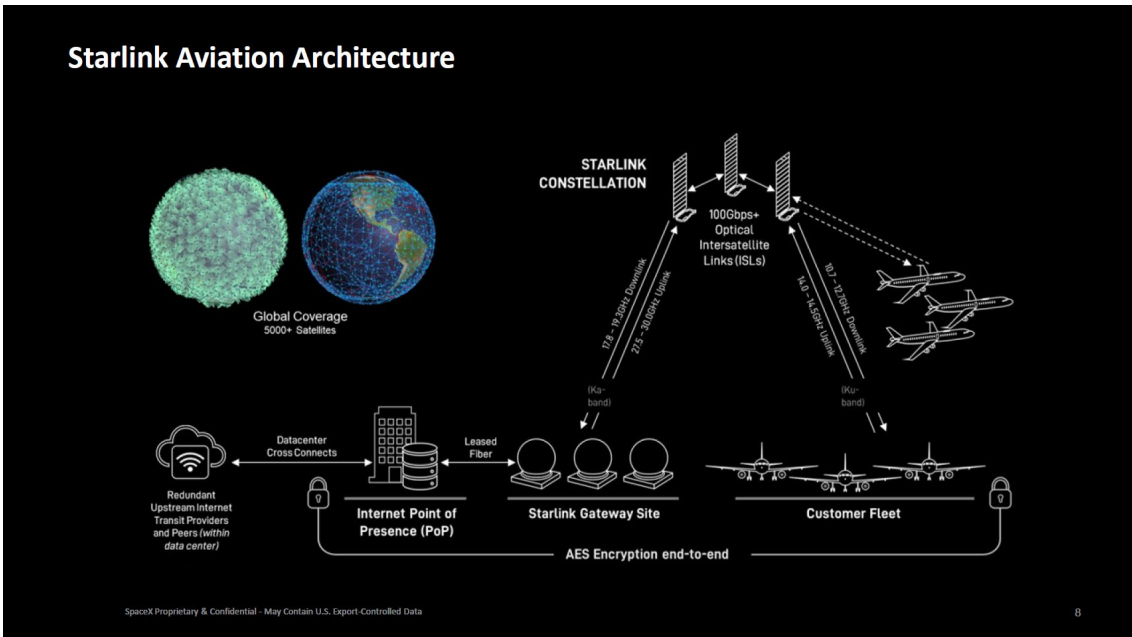 Starlink Aviation Architecture
STARLINK
CONSTELLATION
100Gbps+
Optical
Intersatellite
Links (ISLs)
Global Coverage
5000+ Satellites
17.8 – 19.3GHz Downlink
27.5 – 30.0GHz Uplink
14.0 – 14.5GHz Uplink
10.7 – 12.7GHz Downlink
(Ka-
band)
(Ku-
band)
Datacenter
Cross Connects
Leased
Fiber
Redundant
Upstream Internet
Transit Providers
and Peers (within
data center)
Internet Point of
Presence (PoP)
Starlink Gateway Site
Customer Fleet
AES Encryption end-to-end
SpaceX Proprietary & Confidential - May Contain U.S. Export-Controlled Data
8